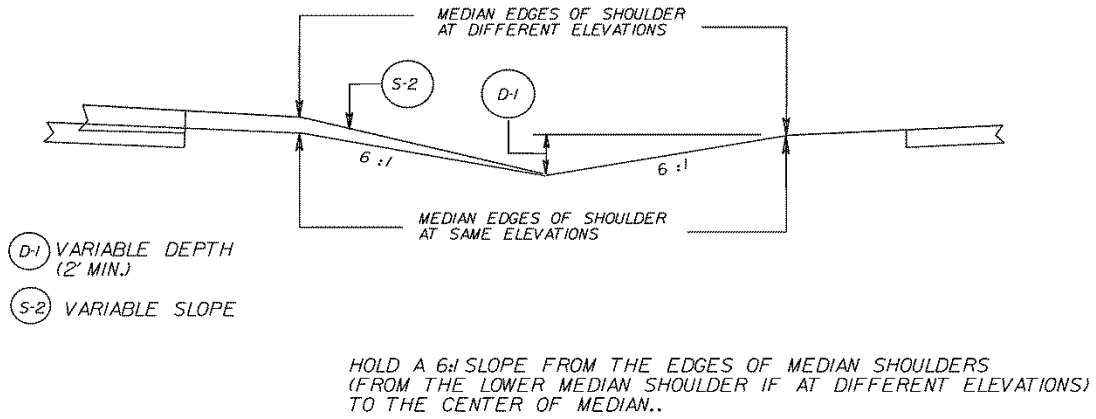 MEDIAN EDGES OF SHOULDER
AT DIFFERENT ELEVATIONS
S-2
D-1
6 :1
6 :1
MEDIAN EDGES OF SHOULDER
AT SAME ELEVATIONS
D-1 VARIABLE DEPTH
(2' MIN.)
S-2 VARIABLE SLOPE
HOLD A 6:1 SLOPE FROM THE EDGES OF MEDIAN SHOULDERS
(FROM THE LOWER MEDIAN SHOULDER IF AT DIFFERENT ELEVATIONS)
TO THE CENTER OF MEDIAN..